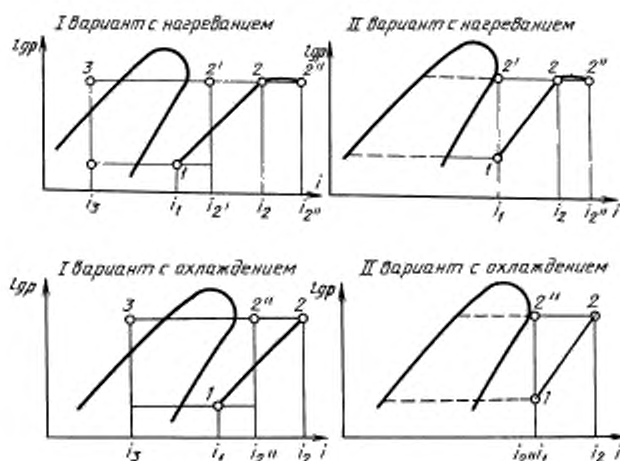 I вариант с нагреванием
lgp
3
2'
2
2"
1
i3
i1
i2'
i2
i2"
i
II вариант с нагреванием
lgp
2'
2
2"
1
i1
i2
i2"
i
I вариант с охлаждением
lgp
3
2"
2
1
i3
i1
i2"
i2
i
II вариант с охлаждением
lgp
2"
2
1
i2"
i1
i2
i